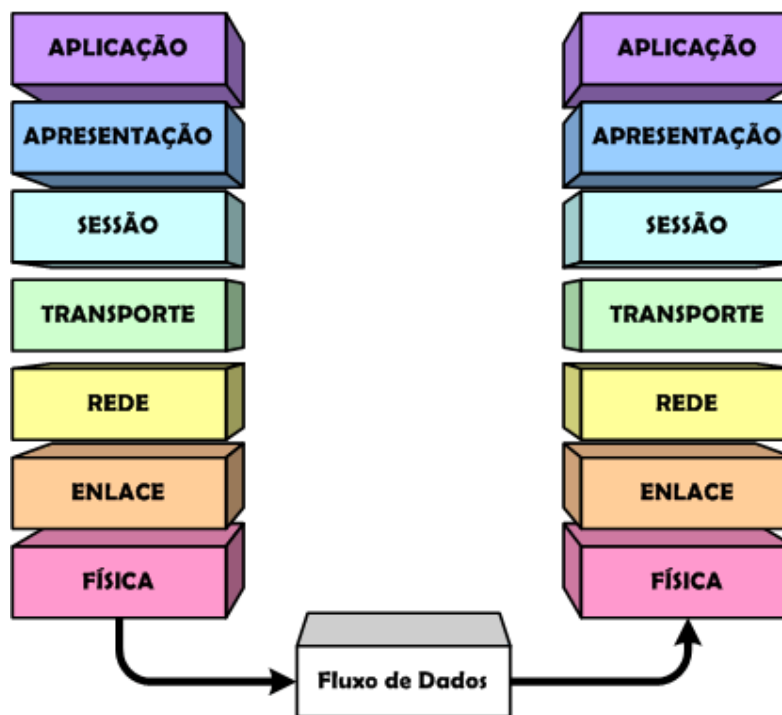 APLICAÇÃO
APRESENTAÇÃO
SESSÃO
TRANSPORTE
REDE
ENLACE
FÍSICA
APLICAÇÃO
APRESENTAÇÃO
SESSÃO
TRANSPORTE
REDE
ENLACE
FÍSICA
Fluxo de Dados